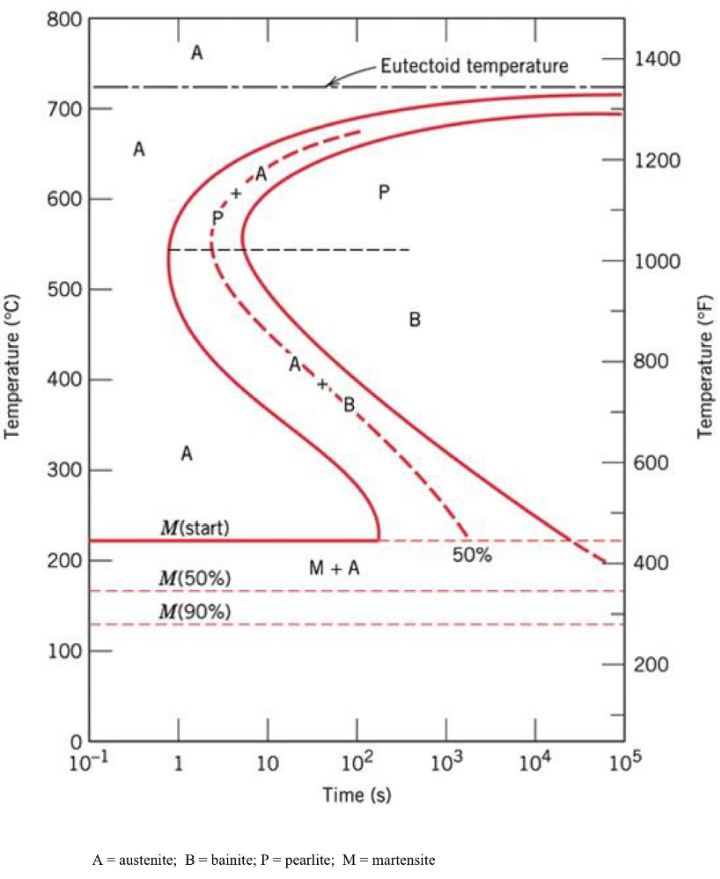 800
A
Eutectoid temperature
1400
700
A
A
1200
+
600
P
P
1000
500
B
Temperature (°C)
Temperature (°F)
A
800
400
+
B
A
300
600
M(start)
50%
200
M + A
400
M(50%)
M(90%)
100
200
0
10⁻¹
1
10
10²
10³
10⁴
10⁵
Time (s)
A = austenite; B = bainite; P = pearlite; M = martensite